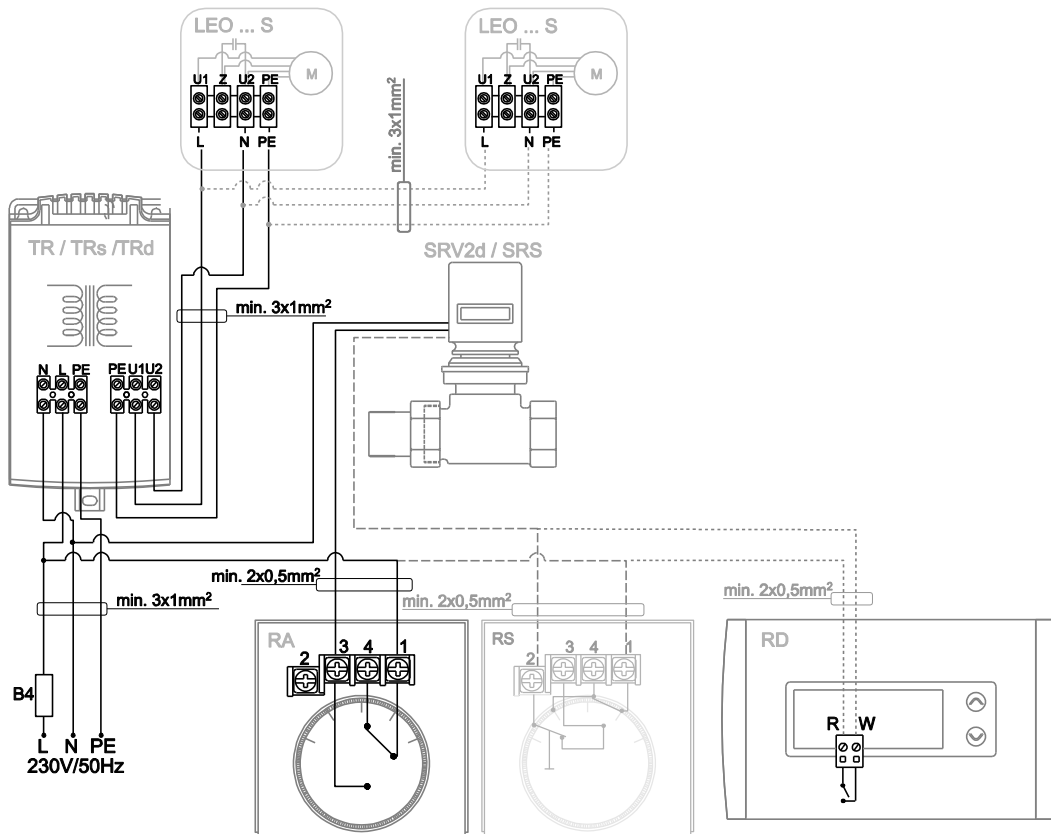 LEO ... S
LEO ... S
M
M
U1 Z U2 PE
U1 Z U2 PE
L N PE
L N PE
min. 3x1mm²
TR / TRs /TRd
SRV2d / SRS
min. 3x1mm²
N L PE
PE U1 U2
min. 2x0,5mm²
min. 3x1mm²
min. 2x0,5mm²
min. 2x0,5mm²
RA
2 3 4 1
RS
2 3 4 1
RD
R W
B4
L N PE
230V/50Hz